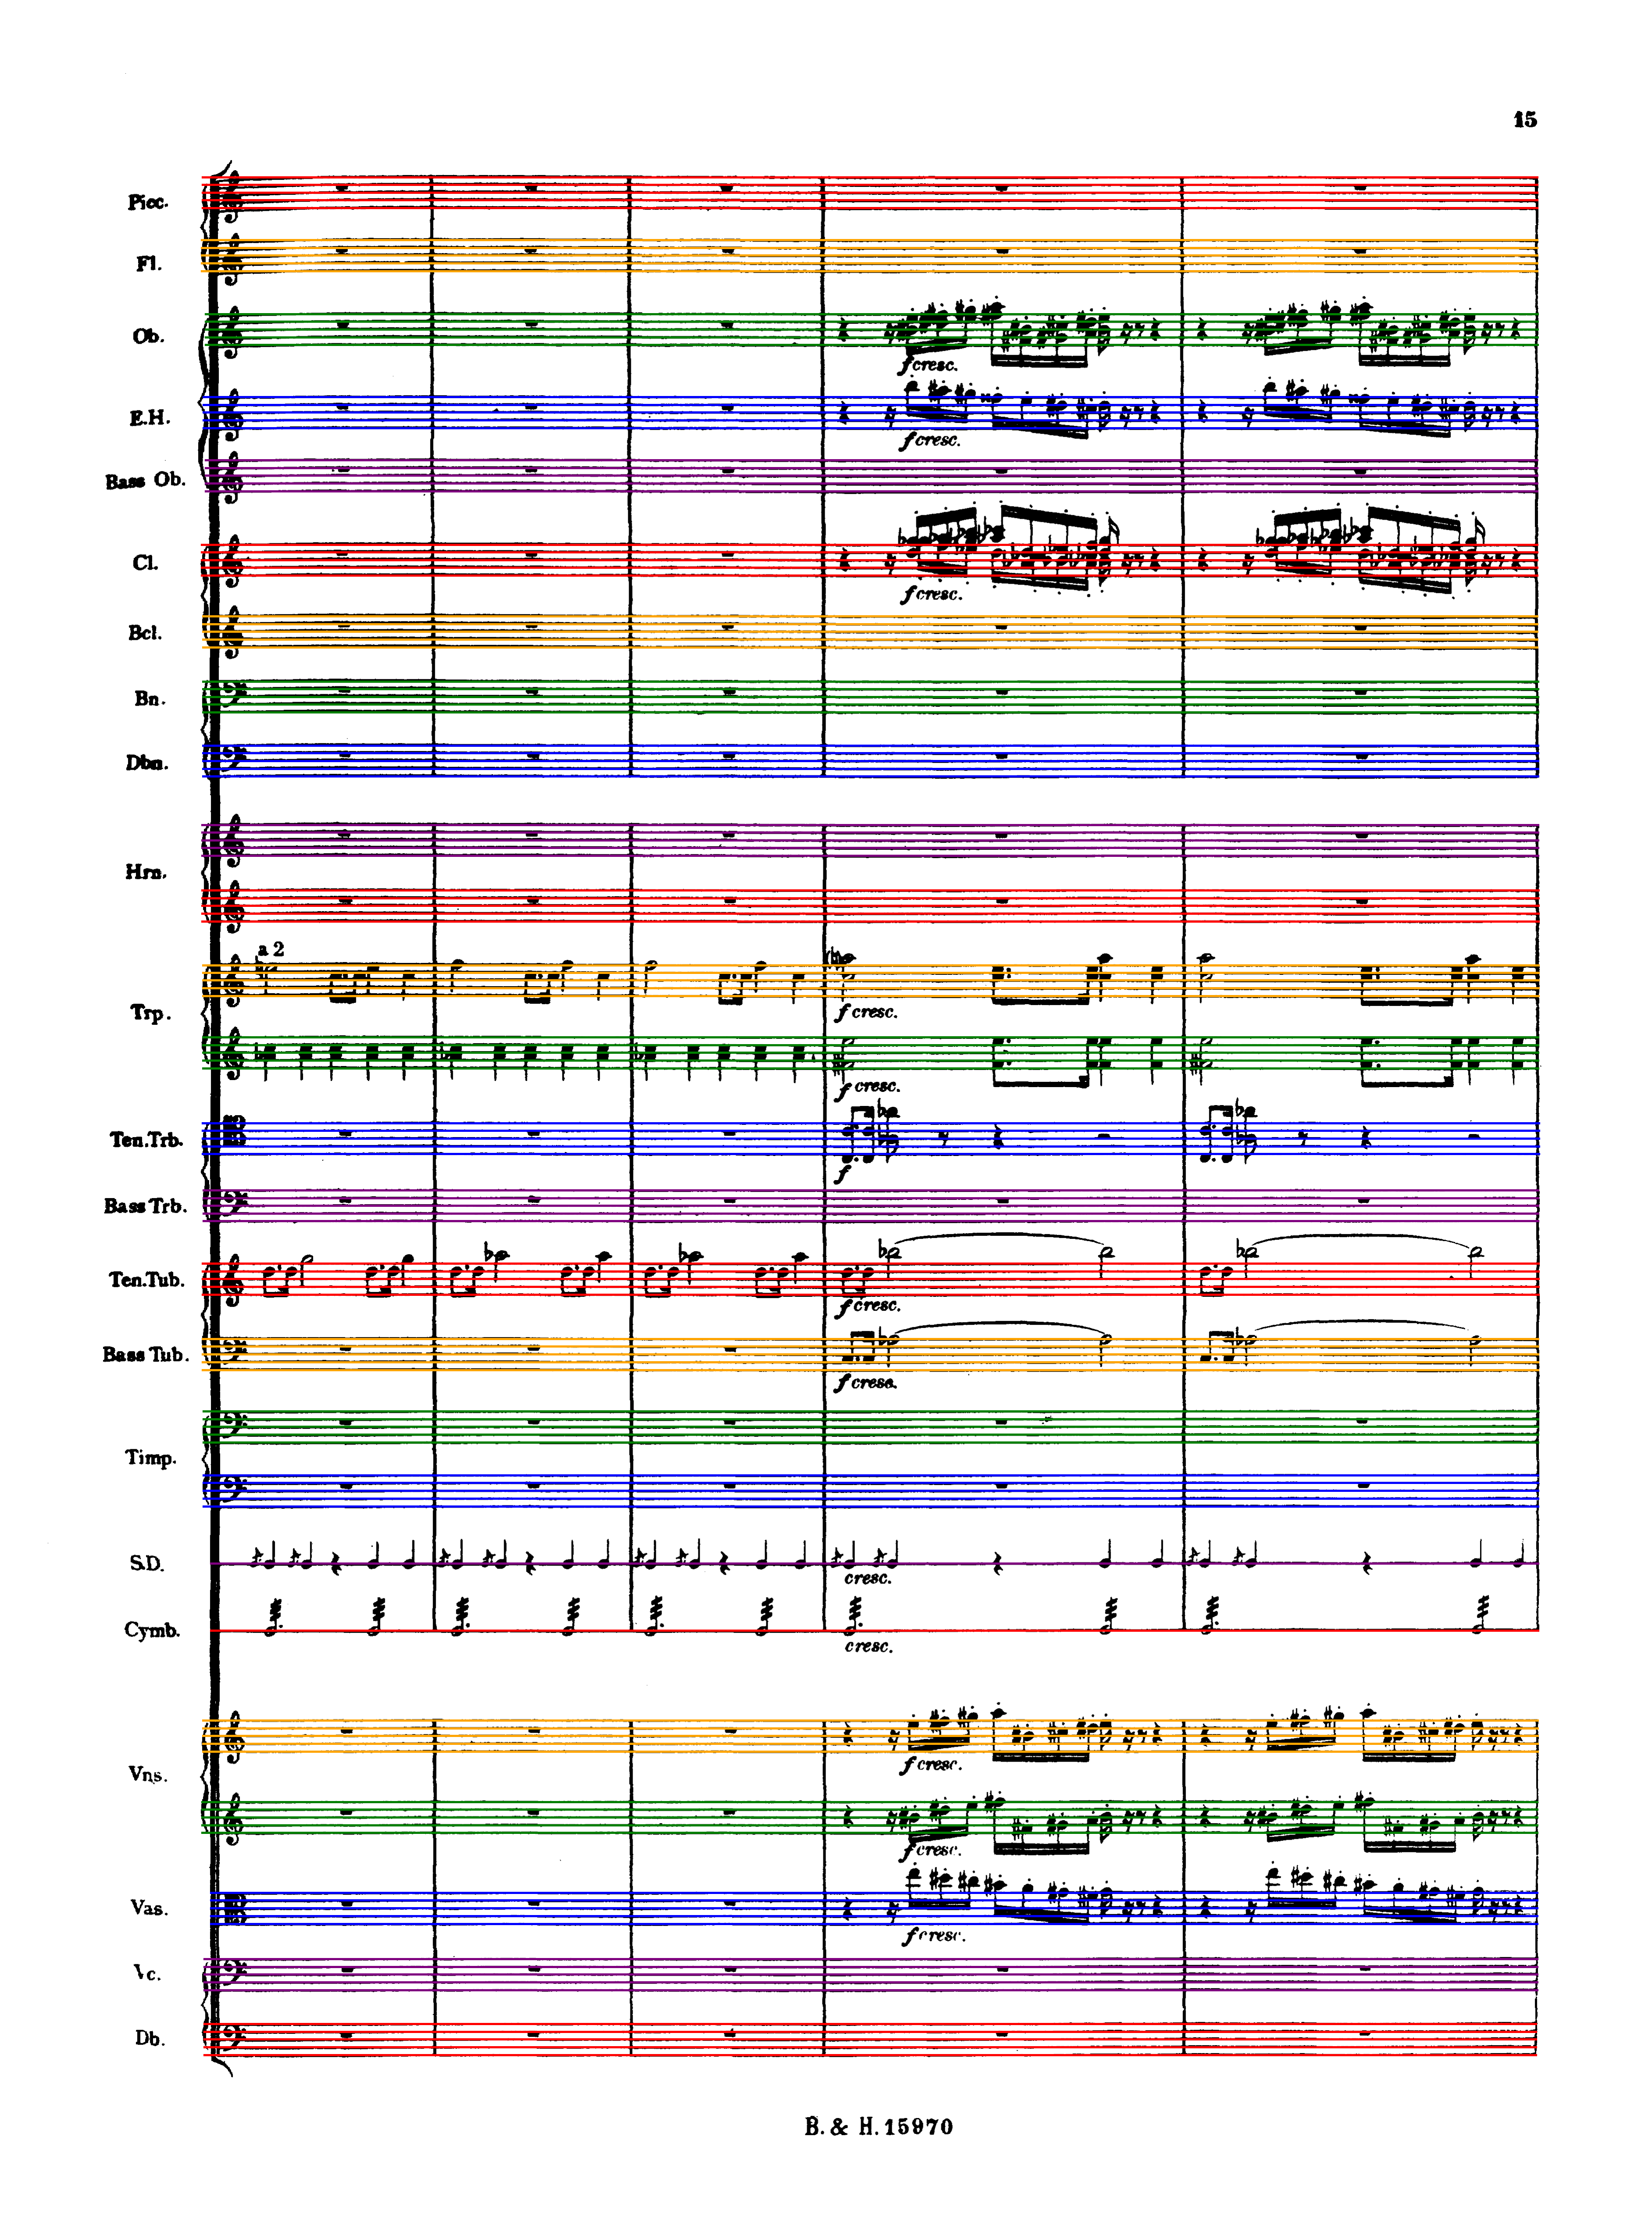 15
Picc.
Fl.
Ob.
f cresc.
E.H.
f cresc.
Bass Ob.
Cl.
f cresc.
Bcl.
Bn.
Dbn.
Hrn.
a 2
Trp.
f cresc.
f cresc.
Ten.Trb.
f
Bass Trb.
Ten.Tub.
f cresc.
Bass Tub.
f cresc.
Timp.
S.D.
cresc.
Cymb.
cresc.
Vns.
f cresc.
f cresc.
Vas.
f cresc.
Vc.
Db.
B. & H. 15970